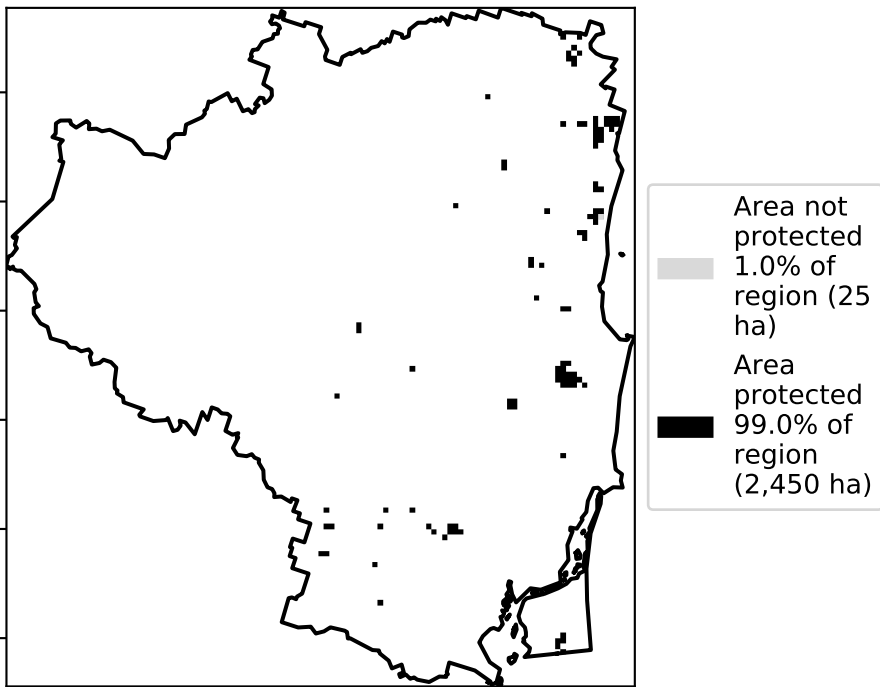 Area not
protected
1.0% of
region (25
ha)
Area
protected
99.0% of
region
(2,450 ha)